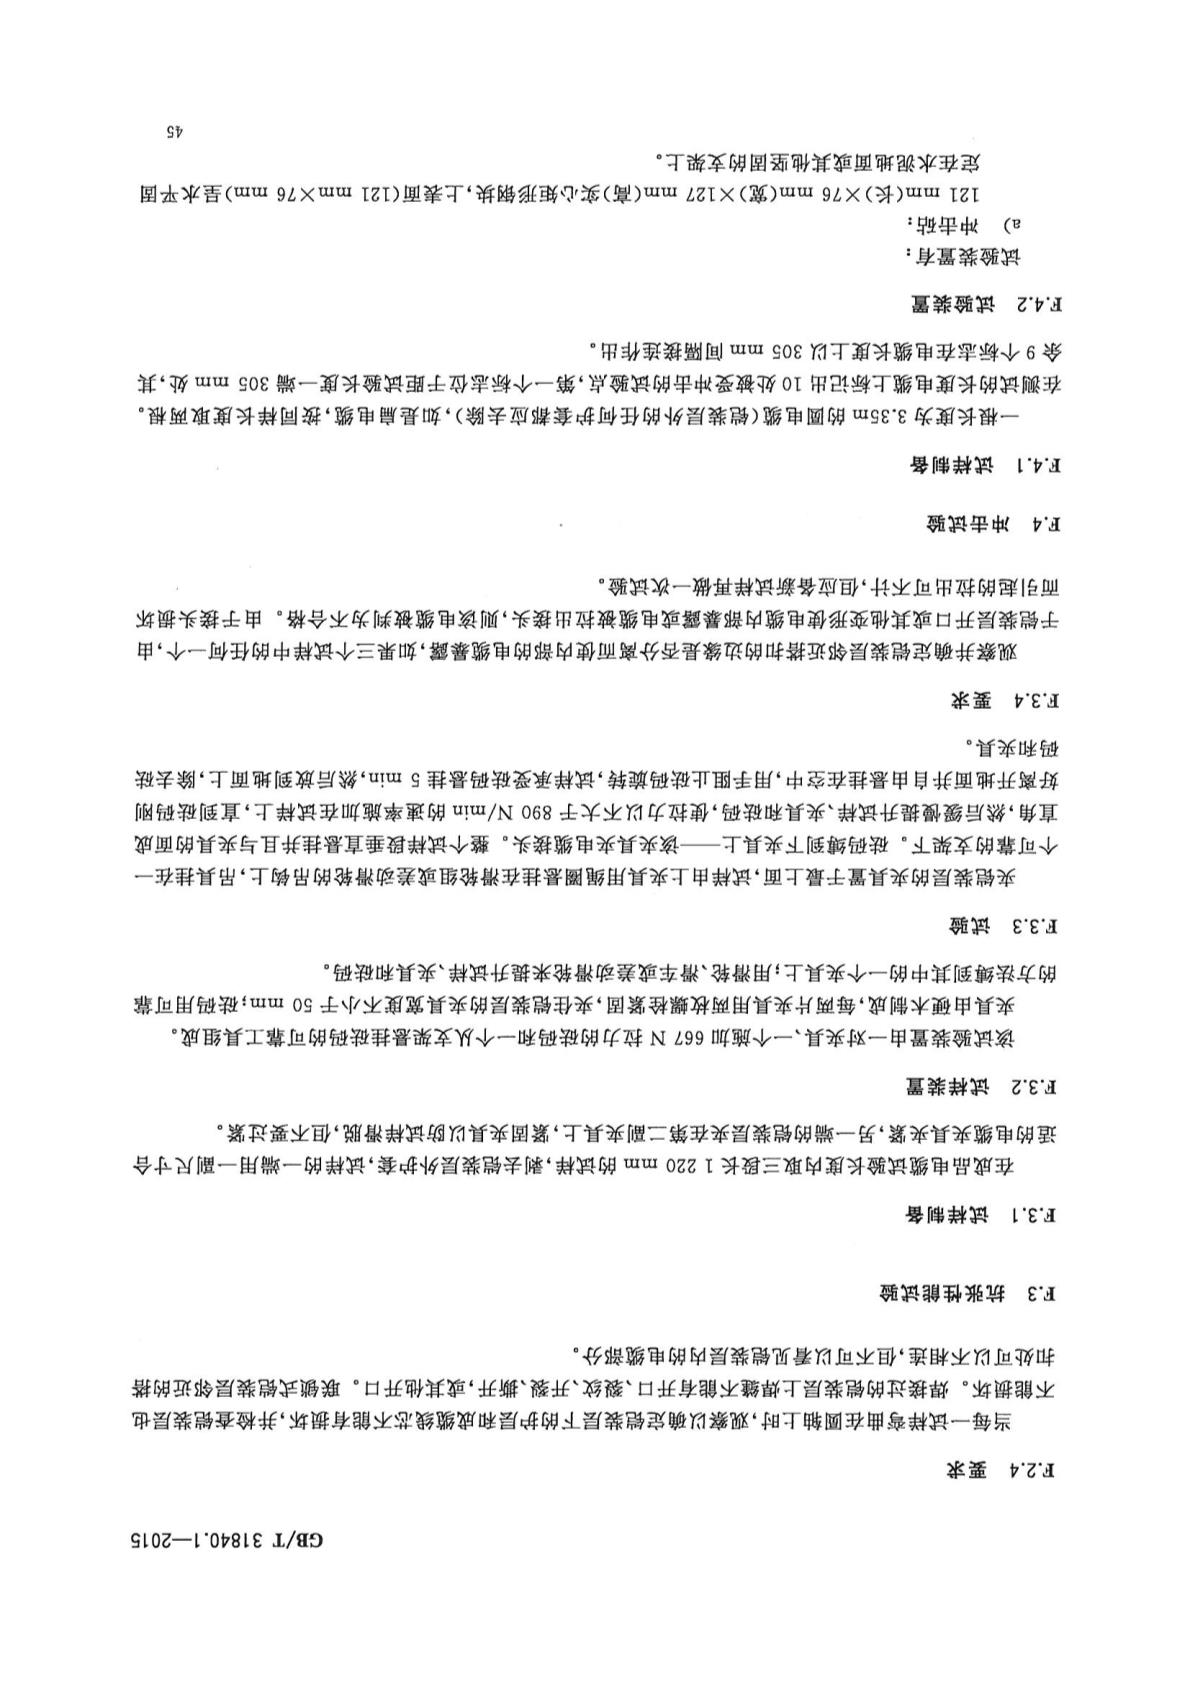 GB/T 31840.1—2015
F.2.4 要求
当每一试样弯曲在圆轴上时,观察以确定铠装层下的护层和成缆线芯不能有损坏,并检查铠装层也
不能损坏。焊接过的铠装层上焊缝不能有开口、裂纹、开裂、撕开,或其他开口。联锁式铠装层邻近的搭
扣处可以不相连,但不可以看见铠装层内的电缆部分。
F.3 抗张性能试验
F.3.1 试样制备
在成品电缆试验长度内取三段长 1 220 mm 的试样,剥去铠装层外护套,试样的一端用一副尺寸合
适的电缆夹具夹紧,另一端的铠装层夹在第二副夹具上,紧固夹具以防试样滑脱,但不要过紧。
F.3.2 试样装置
该试验装置由一对夹具、一个施加 667 N 拉力的砝码和一个从支架悬挂砝码的可靠工具组成。
夹具由硬木制成,每两片夹具用两枚螺栓紧固,夹住铠装层的夹具宽度不小于 50 mm;砝码用可靠
的方法缚到其中的一个夹具上;用滑轮、滑车或差动滑轮来提升试样、夹具和砝码。
F.3.3 试验
夹铠装层的夹具置于最上面,试样由上夹具用绳圈悬挂在滑轮组或差动滑轮的吊钩上,吊具挂在一
个可靠的支架下。砝码缚到下夹具上——该夹具夹电缆接头。整个试样段垂直悬挂并且与夹具的面成
直角,然后缓慢提升试样、夹具和砝码,使拉力以不大于 890 N/min 的速率施加在试样上,直到砝码刚
好离开地面并自由悬挂在空中,用手阻止砝码旋转,试样承受砝码悬挂 5 min,然后放到地面上,除去砝
码和夹具。
F.3.4 要求
观察并确定铠装层邻近搭扣的边缘是否分离而使内部的电缆暴露,如果三个试样中的任何一个,由
于铠装层开口或其他变形使电缆内部暴露或电缆被拉出接头,则该电缆被判为不合格。由于接头损坏
而引起的拉出可不计,但应备新试样再做一次试验。
F.4 冲击试验
F.4.1 试样制备
一根长度为 3.35m 的圆电缆(铠装层外的任何护套都应去除),如是扁电缆,按同样长度取两根。
在测试的长度电缆上标记出 10 处被受冲击的试验点,第一个标志位于距试验长度一端 305 mm 处,其
余 9 个标志在电缆长度上以 305 mm 间隔接连作出。
F.4.2 试验装置
试验装置有:
a) 冲击砧:
121 mm(长)×76 mm(宽)×127 mm(高)实心矩形钢块,上表面(121 mm×76 mm)呈水平固
定在水泥地面或其他坚固的支架上。
45